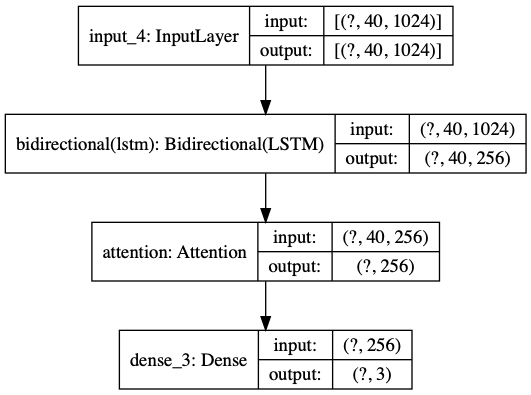 input_4: InputLayer
input: [(?, 40, 1024)]
output: [(?, 40, 1024)]
bidirectional(lstm): Bidirectional(LSTM)
input: (?, 40, 1024)
output: (?, 40, 256)
attention: Attention
input: (?, 40, 256)
output: (?, 256)
dense_3: Dense
input: (?, 256)
output: (?, 3)